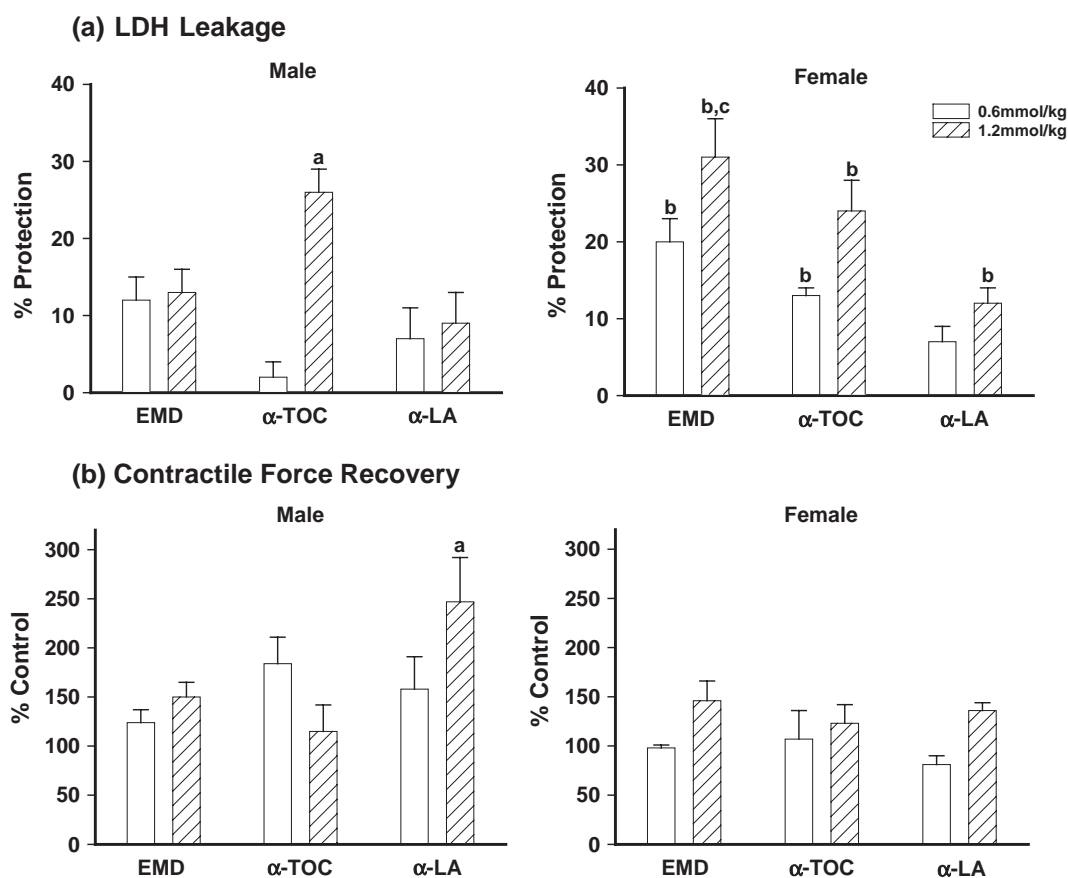 (a) LDH Leakage
Male
% Protection
40
30
20
10
0
a
EMD
α-TOC
α-LA
Female
% Protection
40
30
20
10
0
b
b,c
b
b
b
EMD
α-TOC
α-LA
0.6mmol/kg
1.2mmol/kg
(b) Contractile Force Recovery
Male
% Control
300
250
200
150
100
50
0
a
EMD
α-TOC
α-LA
Female
% Control
300
250
200
150
100
50
0
EMD
α-TOC
α-LA